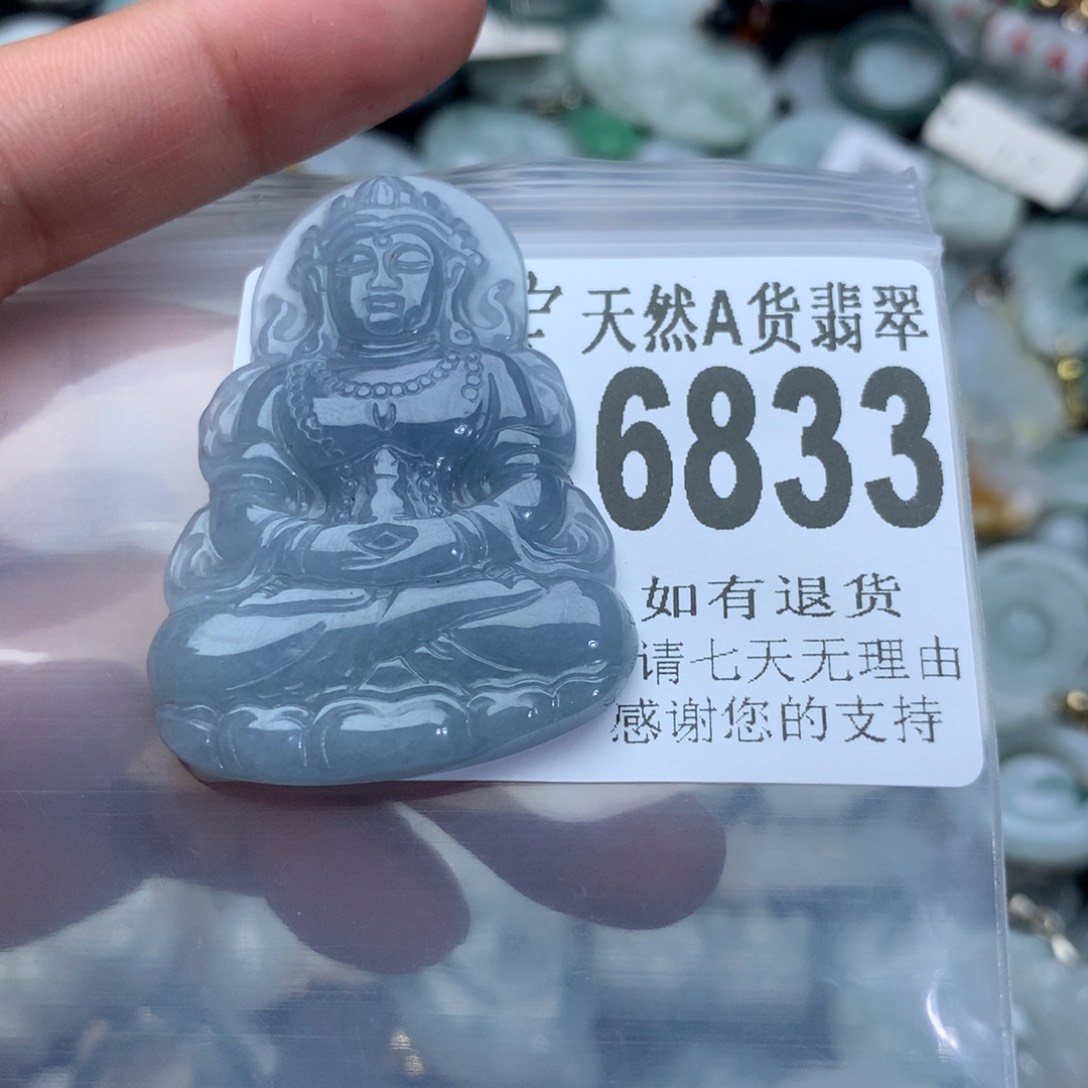 天然A货翡翠
6833
如有退货
请七天无理由
感谢您的支持